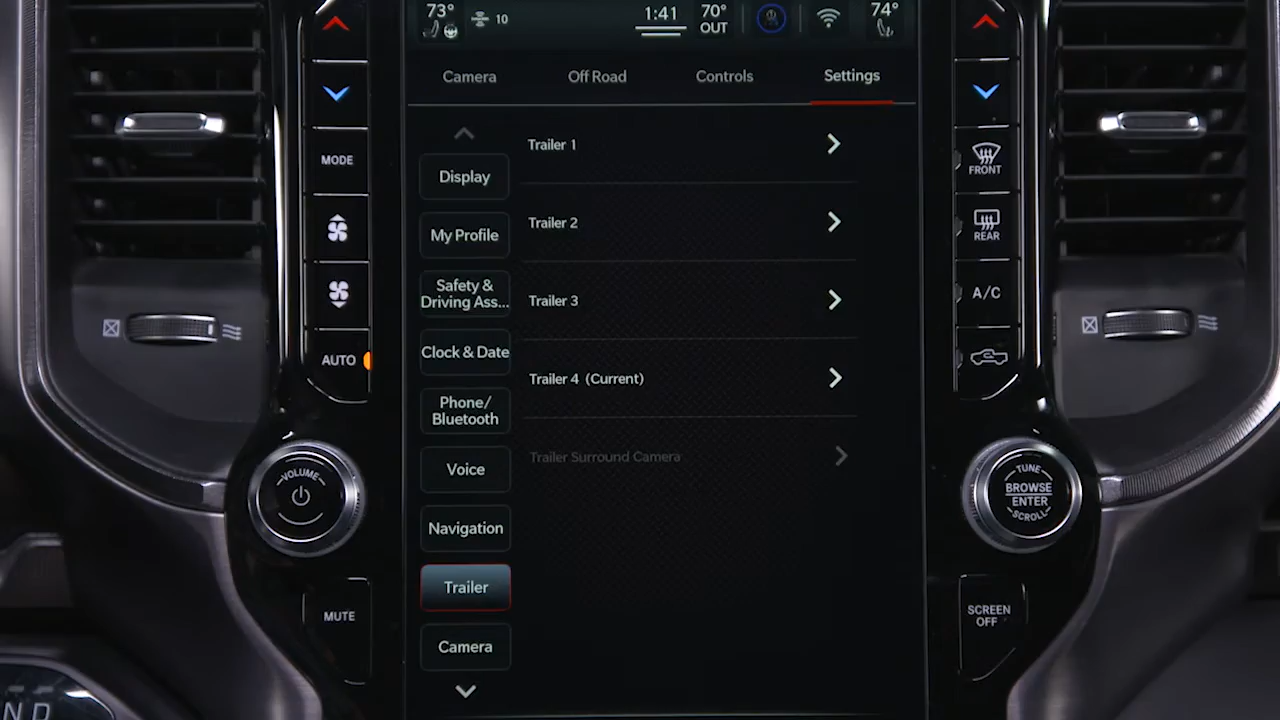 73°
10
1:41
70°
OUT
74°
Camera
Off Road
Controls
Settings
Display
My Profile
Safety &
Driving Ass...
Clock & Date
Phone/
Bluetooth
Voice
Navigation
Trailer
Camera
Trailer 1
Trailer 2
Trailer 3
Trailer 4 (Current)
Trailer Surround Camera
MODE
AUTO
VOLUME
MUTE
FRONT
REAR
A/C
TUNE
BROWSE
ENTER
SCROLL
SCREEN
OFF
N D